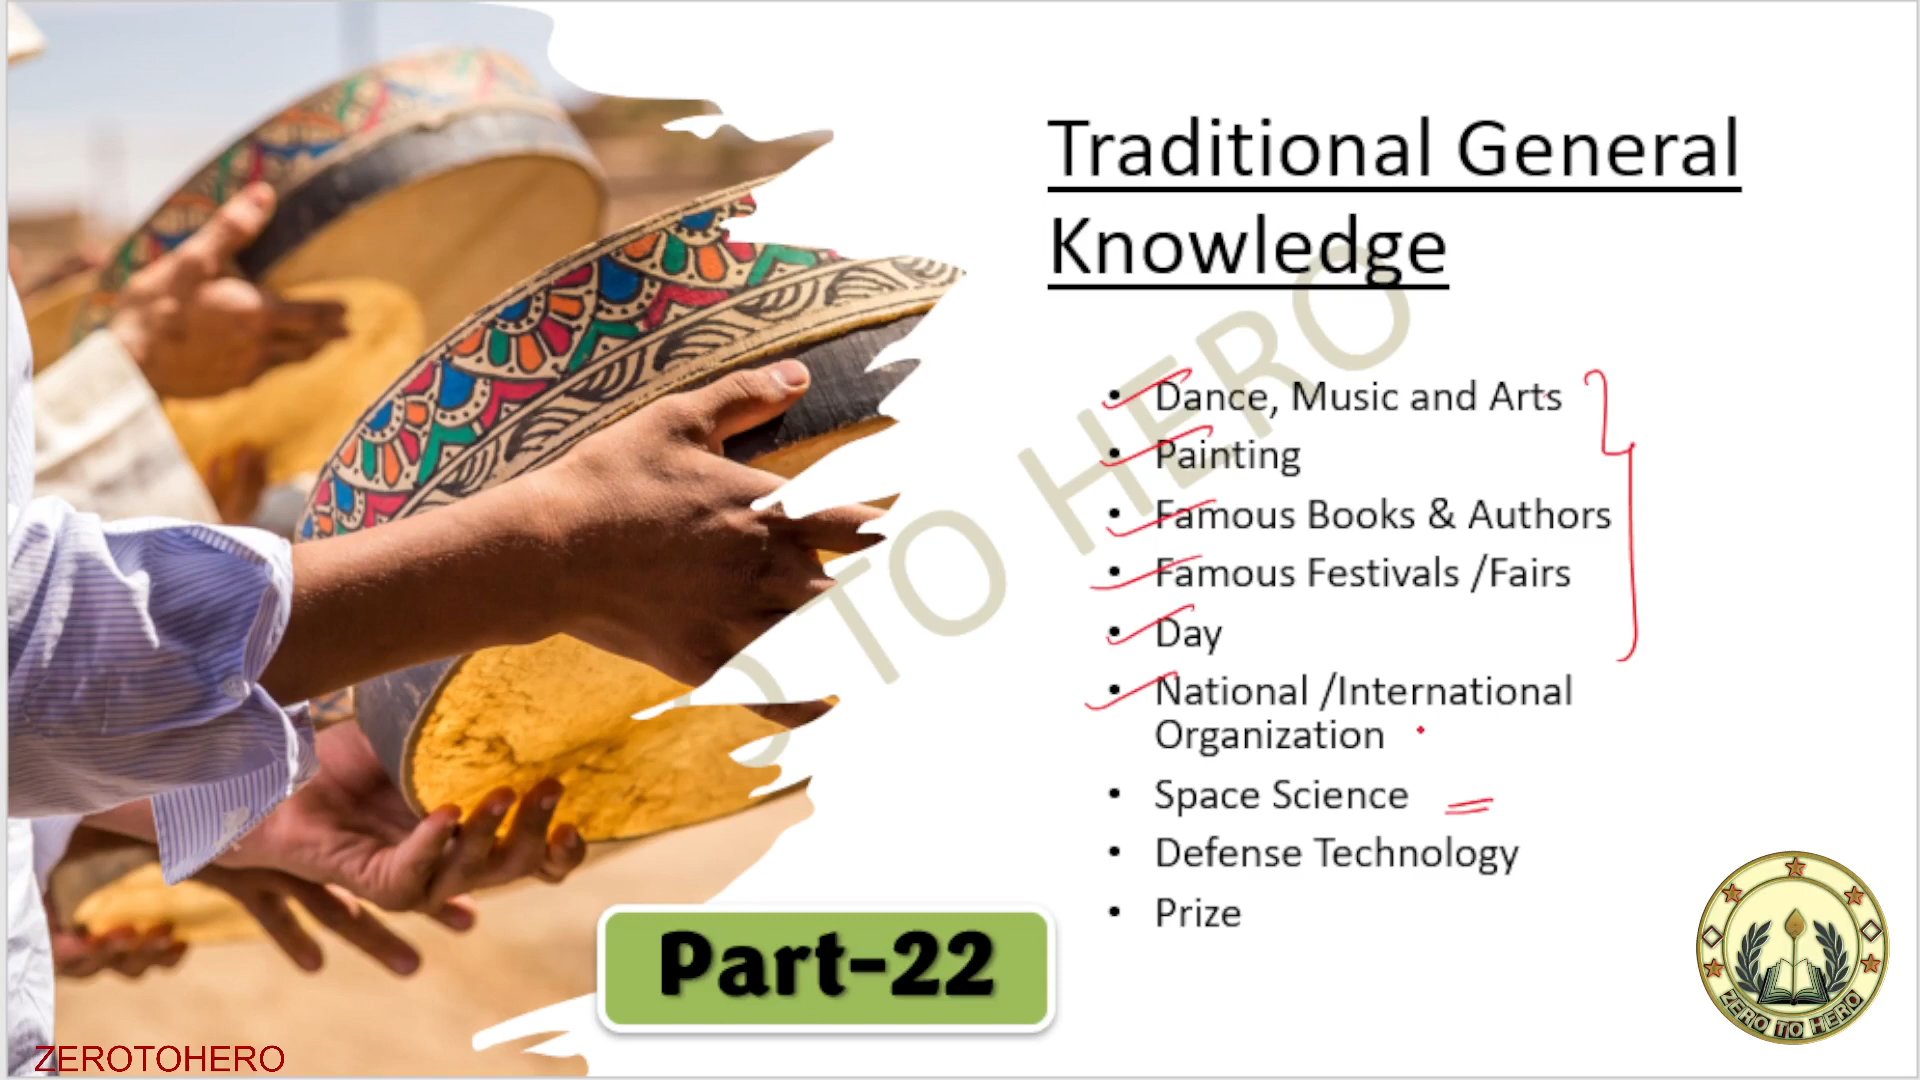 Traditional General
Knowledge
• Dance, Music and Arts
• Painting
• Famous Books & Authors
• Famous Festivals /Fairs
• Day
• National /International
Organization
• Space Science
• Defense Technology
• Prize
Part-22
ZERO TO HERO
ZERO TO HERO
ZEROTOHERO